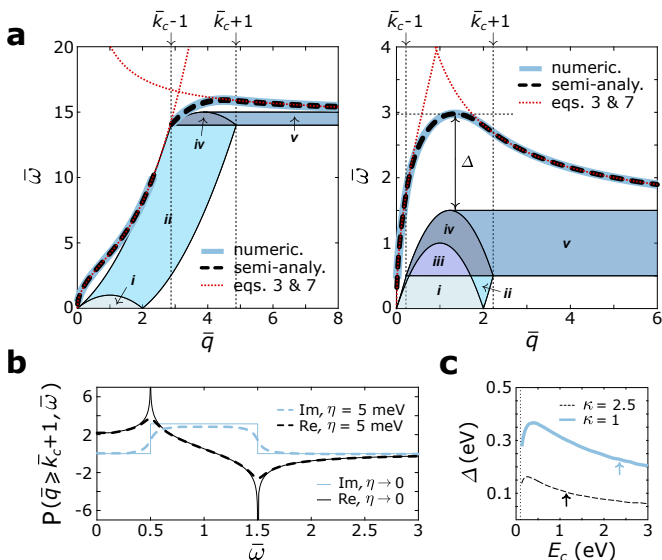 k̄c-1 k̄c+1 k̄c-1 k̄c+1
a
20 15 10 5 0
ω̄
numeric.
semi-analy.
eqs. 3 & 7
i
ii
iv
v
0 2 4 6 8
q̄
4 3 2 1 0
ω̄
numeric.
semi-analy.
eqs. 3 & 7
Δ
iv
iii
i
ii
v
0 2 4 6
q̄
b
P(q̄⩾k̄c+1, ω̄)
6 2 -2 -6
Im, η = 5 meV
Re, η = 5 meV
Im, η→0
Re, η→0
0 0.5 1 1.5 2 2.5 3
ω̄
c
Δ (eV)
0.5 0.3 0.1
κ = 2.5
κ = 1
0 1 2 3
Ec (eV)